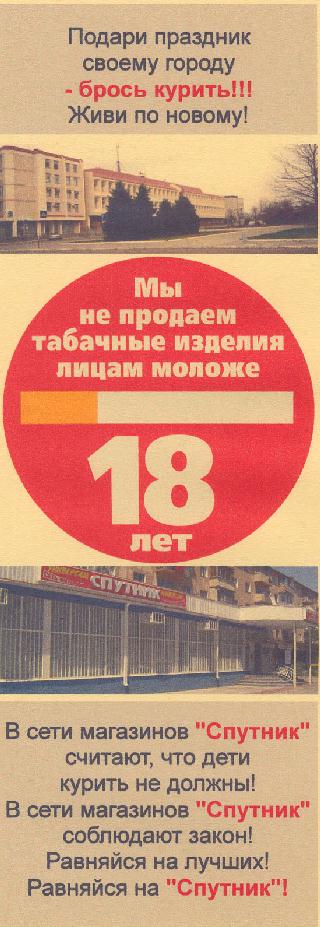 Подари праздник
своему городу
- брось курить!!!
Живи по новому!
Мы
не продаем
табачные изделия
лицам моложе
18
лет
СПУТНИК
В сети магазинов "Спутник"
считают, что дети
курить не должны!
В сети магазинов "Спутник"
соблюдают закон!
Равняйся на лучших!
Равняйся на "Спутник"!